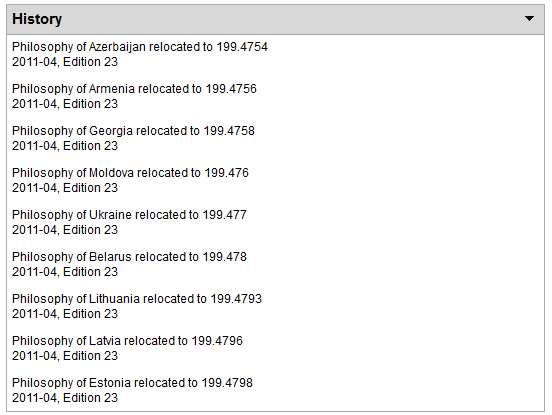 History
Philosophy of Azerbaijan relocated to 199.4754
2011-04, Edition 23
Philosophy of Armenia relocated to 199.4756
2011-04, Edition 23
Philosophy of Georgia relocated to 199.4758
2011-04, Edition 23
Philosophy of Moldova relocated to 199.476
2011-04, Edition 23
Philosophy of Ukraine relocated to 199.477
2011-04, Edition 23
Philosophy of Belarus relocated to 199.478
2011-04, Edition 23
Philosophy of Lithuania relocated to 199.4793
2011-04, Edition 23
Philosophy of Latvia relocated to 199.4796
2011-04, Edition 23
Philosophy of Estonia relocated to 199.4798
2011-04, Edition 23